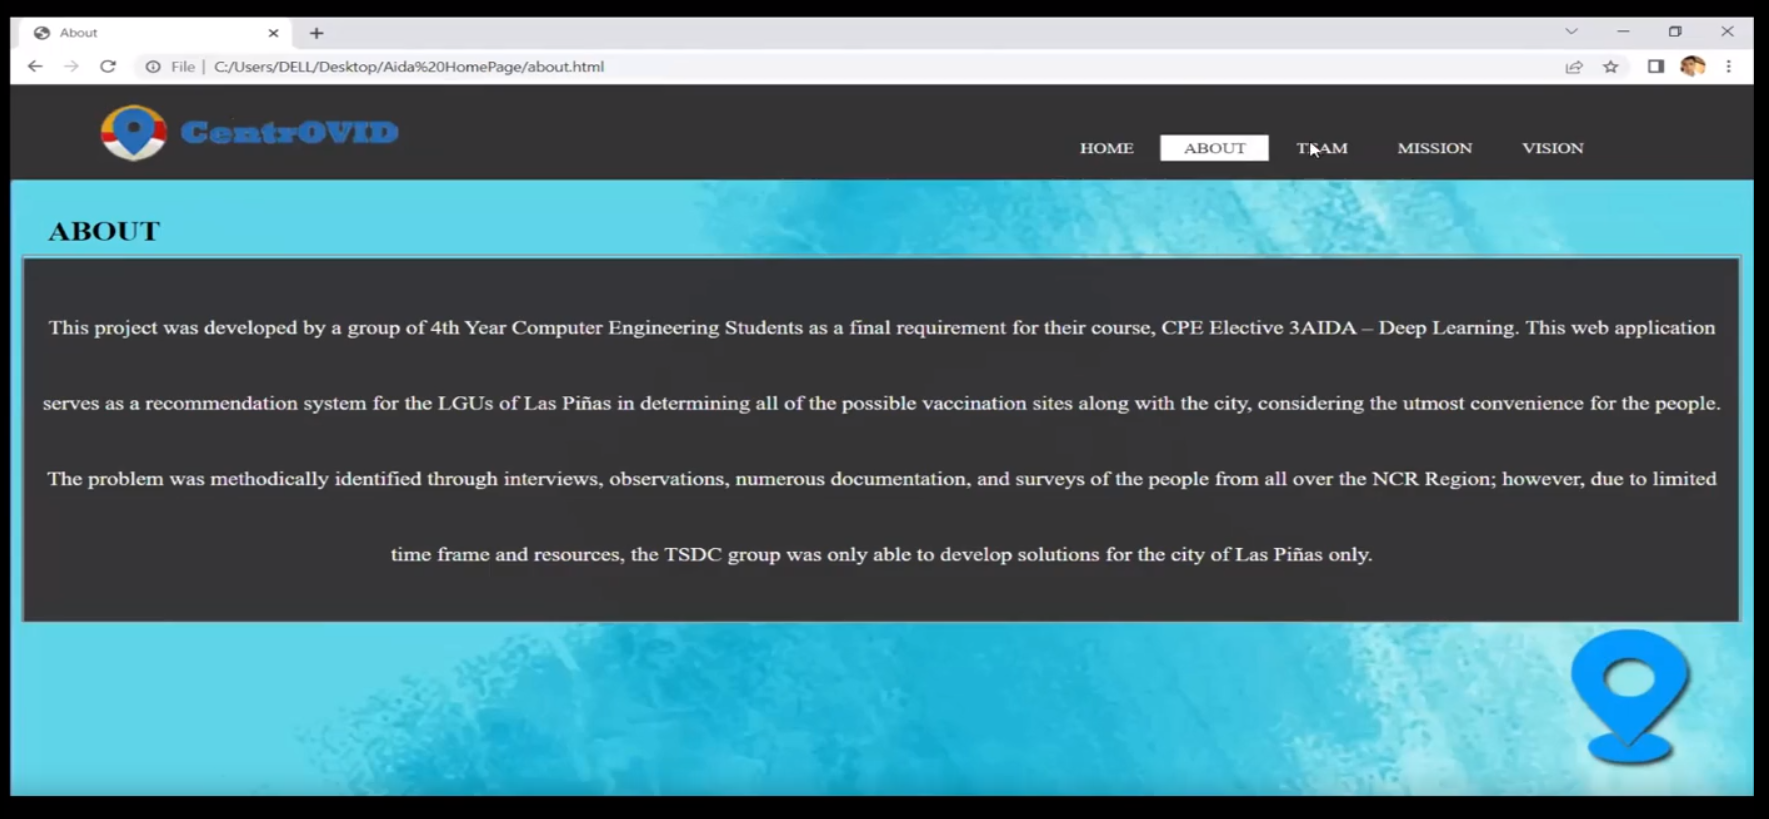 About
File | C:/Users/DELL/Desktop/Aida%20HomePage/about.html
CentrOVID
HOME ABOUT TEAM MISSION VISION
ABOUT
This project was developed by a group of 4th Year Computer Engineering Students as a final requirement for their course, CPE Elective 3AIDA – Deep Learning. This web application
serves as a recommendation system for the LGUs of Las Piñas in determining all of the possible vaccination sites along with the city, considering the utmost convenience for the people.
The problem was methodically identified through interviews, observations, numerous documentation, and surveys of the people from all over the NCR Region; however, due to limited
time frame and resources, the TSDC group was only able to develop solutions for the city of Las Piñas only.